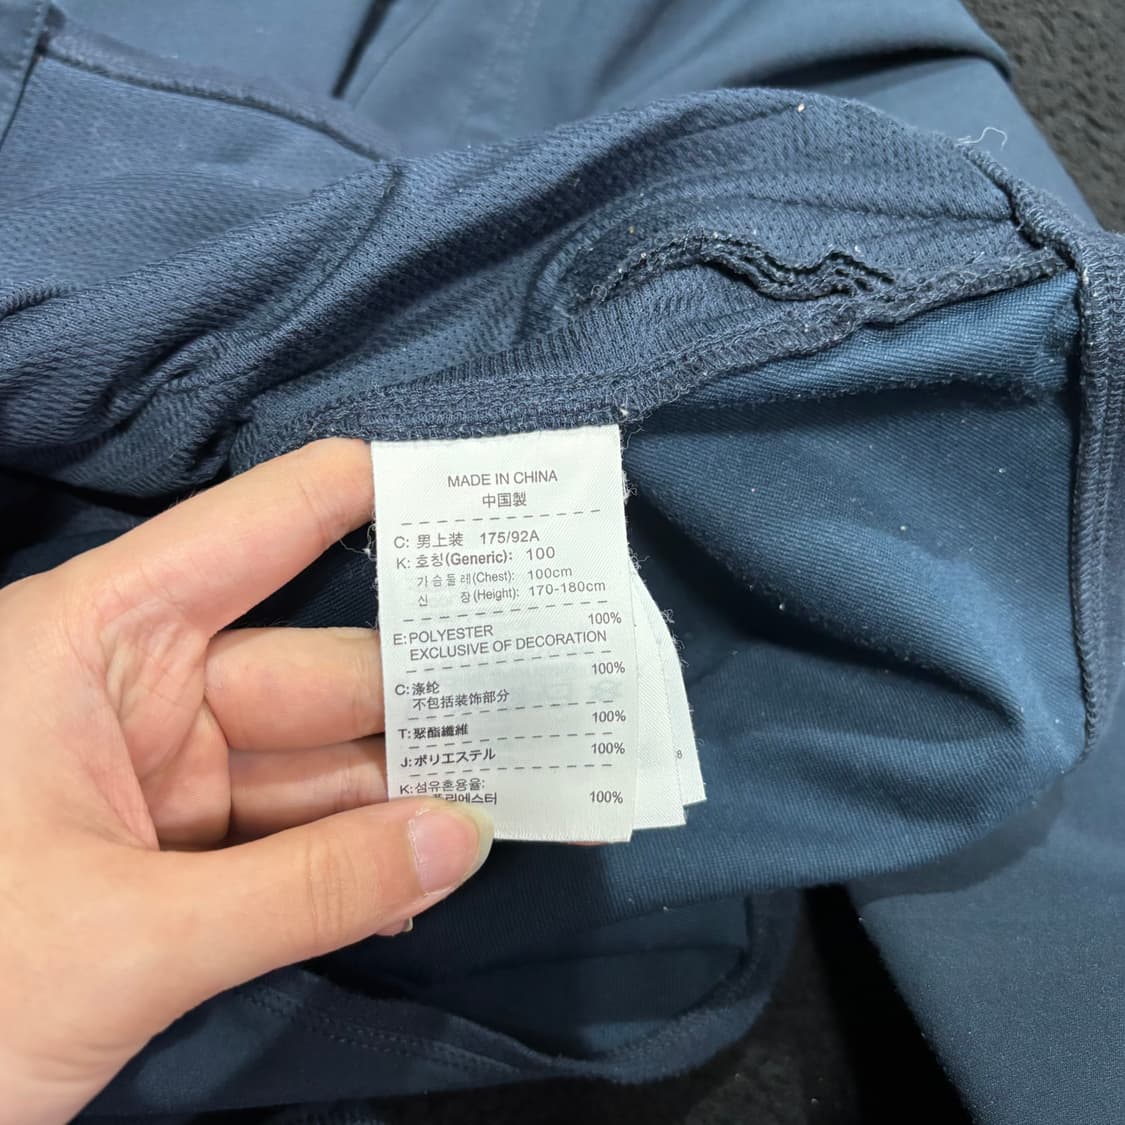 MADE IN CHINA
中国製
C: 男上装 175/92A
K: 호칭(Generic): 100
가슴둘레(Chest): 100cm
신 장(Height): 170-180cm
100%
E: POLYESTER
EXCLUSIVE OF DECORATION
100%
C: 涤纶
不包括装饰部分
T: 聚酯纖維 100%
J: ポリエステル 100%
K: 섬유혼용율:
100%
8